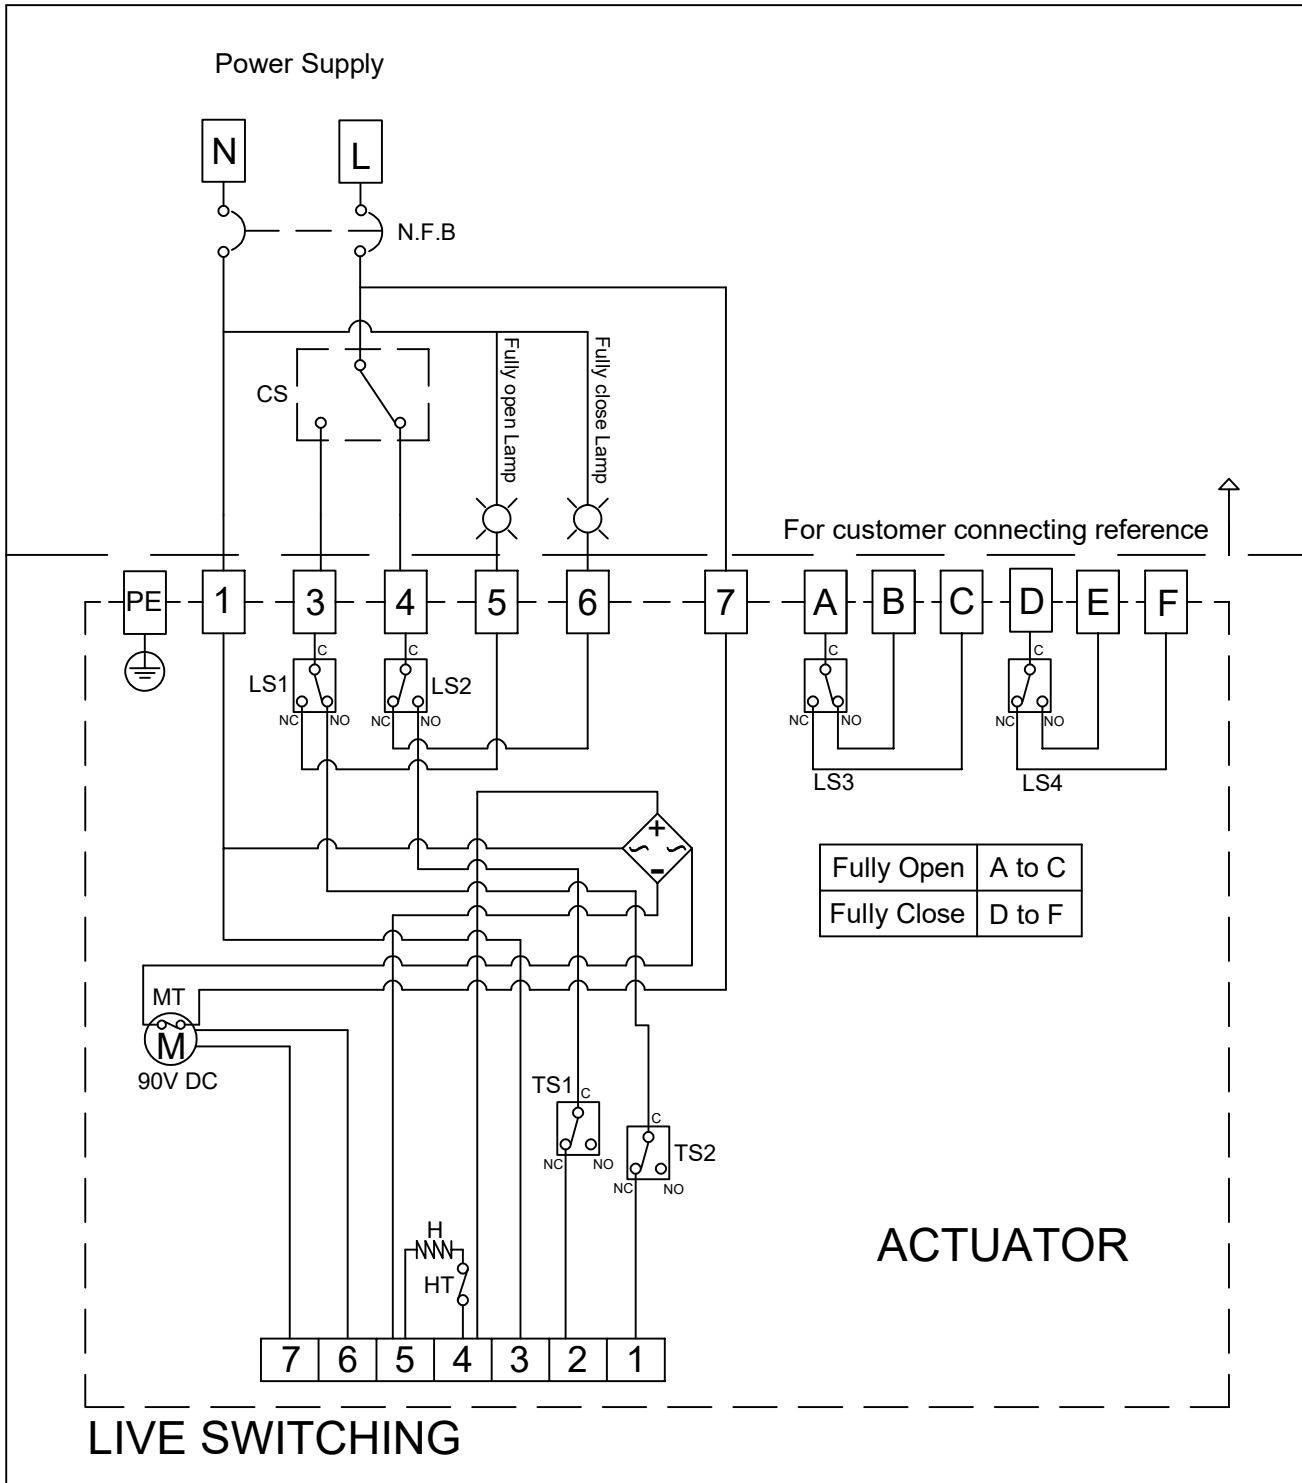 Power Supply
N
L
N.F.B
CS
Fully open Lamp
Fully close Lamp
For customer connecting reference
PE 1 3 4 5 6 7 A B C D E F
C C C C
LS1 LS2
NC NO NC NO NC NO NC NO
LS3 LS4
+
-
Fully Open A to C
Fully Close D to F
MT
M
90V DC
TS1 C
NC NO
C
TS2
NC NO
H
HT
ACTUATOR
7 6 5 4 3 2 1
LIVE SWITCHING